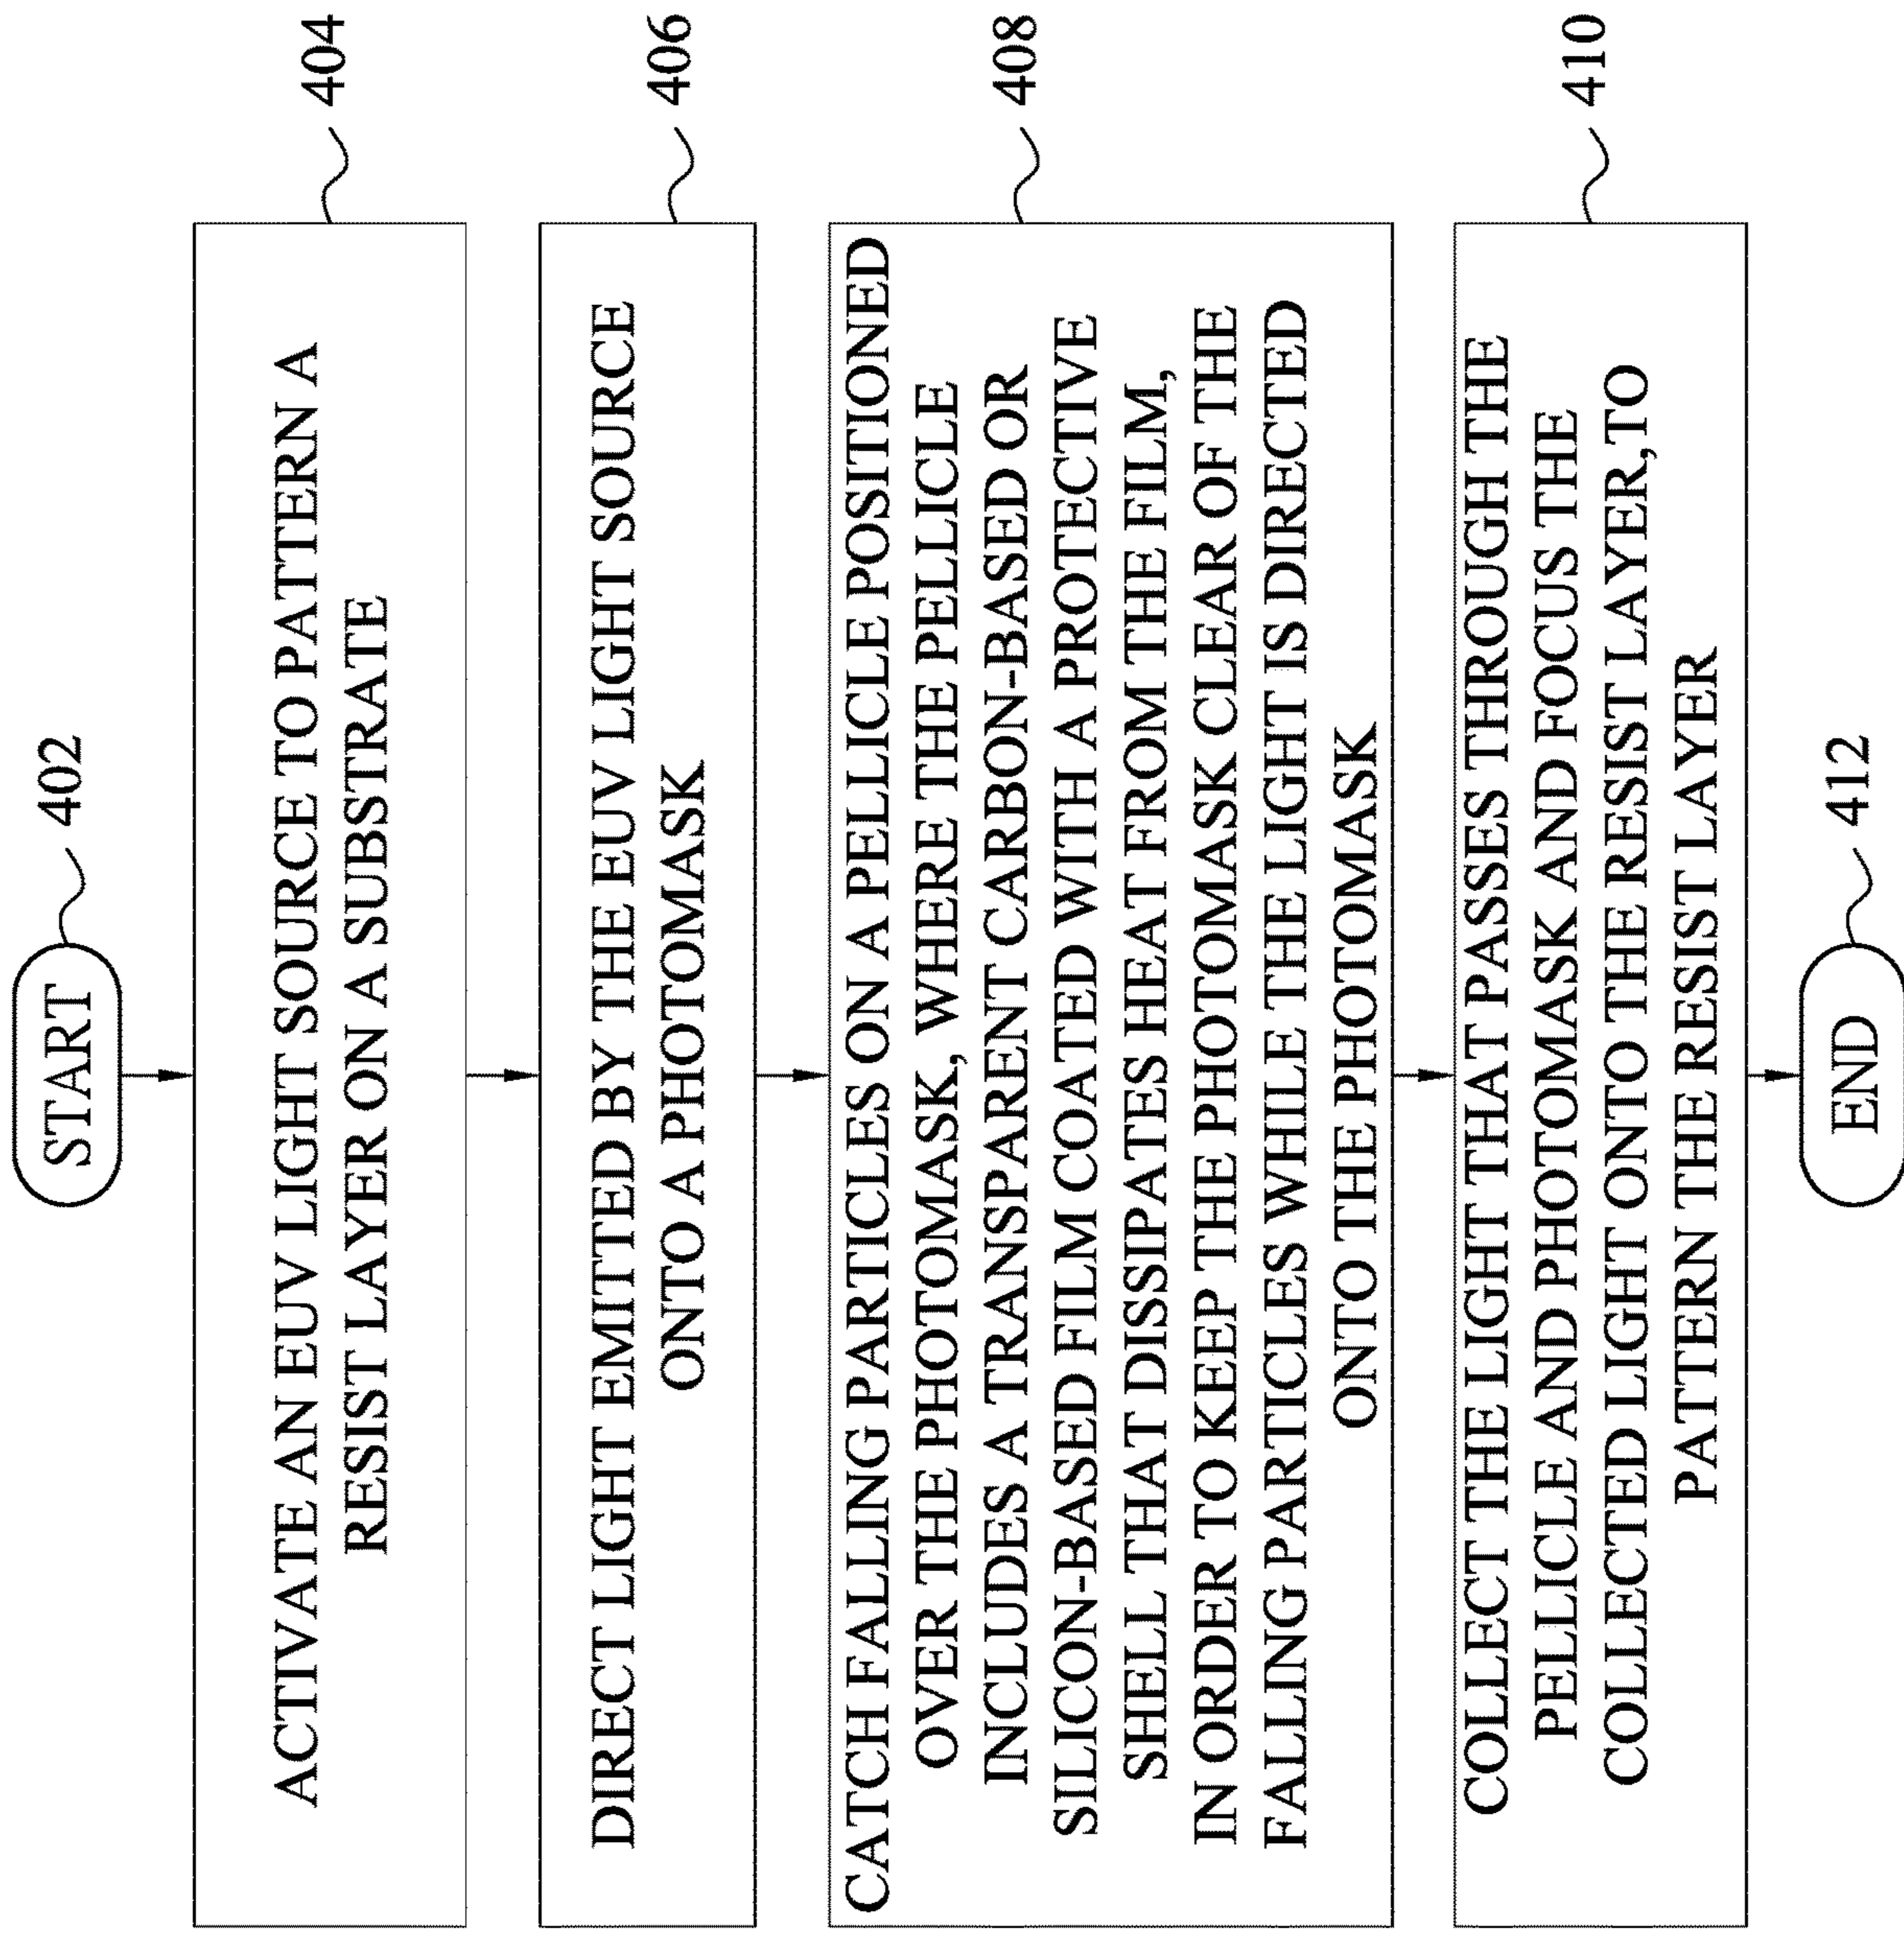 START
402
ACTIVATE AN EUV LIGHT SOURCE TO PATTERN A
RESIST LAYER ON A SUBSTRATE
404
DIRECT LIGHT EMITTED BY THE EUV LIGHT SOURCE
ONTO A PHOTOMASK
406
CATCH FALLING PARTICLES ON A PELLICLE POSITIONED
OVER THE PHOTOMASK, WHERE THE PELLICLE
INCLUDES A TRANSPARENT CARBON-BASED OR
SILICON-BASED FILM COATED WITH A PROTECTIVE
SHELL THAT DISSIPATES HEAT FROM THE FILM,
IN ORDER TO KEEP THE PHOTOMASK CLEAR OF THE
FALLING PARTICLES WHILE THE LIGHT IS DIRECTED
ONTO THE PHOTOMASK
408
COLLECT THE LIGHT THAT PASSES THROUGH THE
PELLICLE AND PHOTOMASK AND FOCUS THE
COLLECTED LIGHT ONTO THE RESIST LAYER,TO
PATTERN THE RESIST LAYER
410
END
412